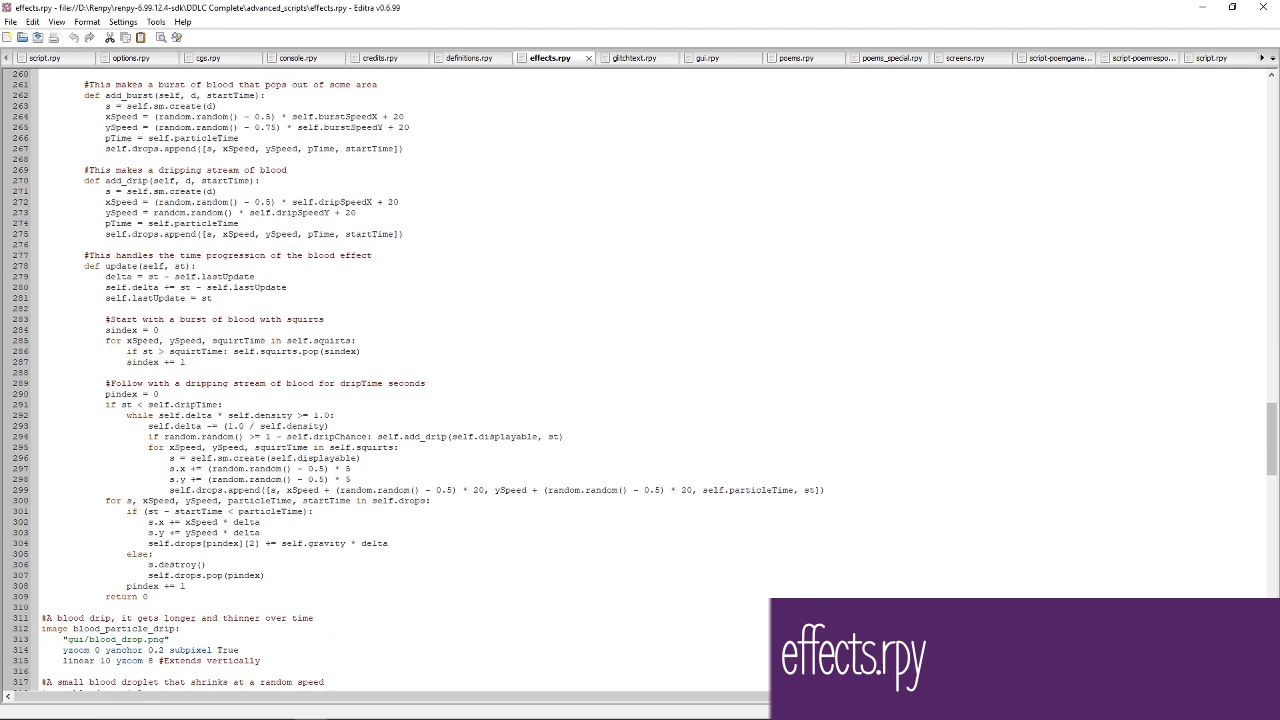 effects.rpy - file://D:\Renpy\renpy-6.99.12.4-sdk\DDLC Complete\advanced_scripts\effects.rpy - Editra v0.6.99
File Edit View Format Settings Tools Help
script.rpy options.rpy cgs.rpy console.rpy credits.rpy definitions.rpy effects.rpy glitchtext.rpy gui.rpy poems.rpy poems_special.rpy screens.rpy script-poemgame... script-poemrespo... script.rpy
260
261 #This makes a burst of blood that pops out of some area
262 def add_burst(self, d, startTime):
263 s = self.sm.create(d)
264 xSpeed = (random.random() - 0.5) * self.burstSpeedX + 20
265 ySpeed = (random.random() - 0.75) * self.burstSpeedY + 20
266 pTime = self.particleTime
267 self.drops.append([s, xSpeed, ySpeed, pTime, startTime])
268
269 #This makes a dripping stream of blood
270 def add_drip(self, d, startTime):
271 s = self.sm.create(d)
272 xSpeed = (random.random() - 0.5) * self.dripSpeedX + 20
273 ySpeed = random.random() * self.dripSpeedY + 20
274 pTime = self.particleTime
275 self.drops.append([s, xSpeed, ySpeed, pTime, startTime])
276
277 #This handles the time progression of the blood effect
278 def update(self, st):
279 delta = st - self.lastUpdate
280 self.delta += st - self.lastUpdate
281 self.lastUpdate = st
282
283 #Start with a burst of blood with squirts
284 sindex = 0
285 for xSpeed, ySpeed, squirtTime in self.squirts:
286 if st > squirtTime: self.squirts.pop(sindex)
287 sindex += 1
288
289 #Follow with a dripping stream of blood for dripTime seconds
290 pindex = 0
291 if st < self.dripTime:
292 while self.delta * self.density >= 1.0:
293 self.delta -= (1.0 / self.density)
294 if random.random() >= 1 - self.dripChance: self.add_drip(self.displayable, st)
295 for xSpeed, ySpeed, squirtTime in self.squirts:
296 s = self.sm.create(self.displayable)
297 s.x += (random.random() - 0.5) * 5
298 s.y += (random.random() - 0.5) * 5
299 self.drops.append([s, xSpeed + (random.random() - 0.5) * 20, ySpeed + (random.random() - 0.5) * 20, self.particleTime, st])
300 for s, xSpeed, ySpeed, particleTime, startTime in self.drops:
301 if (st - startTime < particleTime):
302 s.x += xSpeed * delta
303 s.y += ySpeed * delta
304 self.drops[pindex][2] += self.gravity * delta
305 else:
306 s.destroy()
307 self.drops.pop(pindex)
308 pindex += 1
309 return 0
310
311 #A blood drip, it gets longer and thinner over time
312 image blood_particle_drip:
313 "gui/blood_drop.png"
314 yzoom 0 yanchor 0.2 subpixel True
315 linear 10 yzoom 8 #Extends vertically
316
317 #A small blood droplet that shrinks at a random speed
effects.rpy